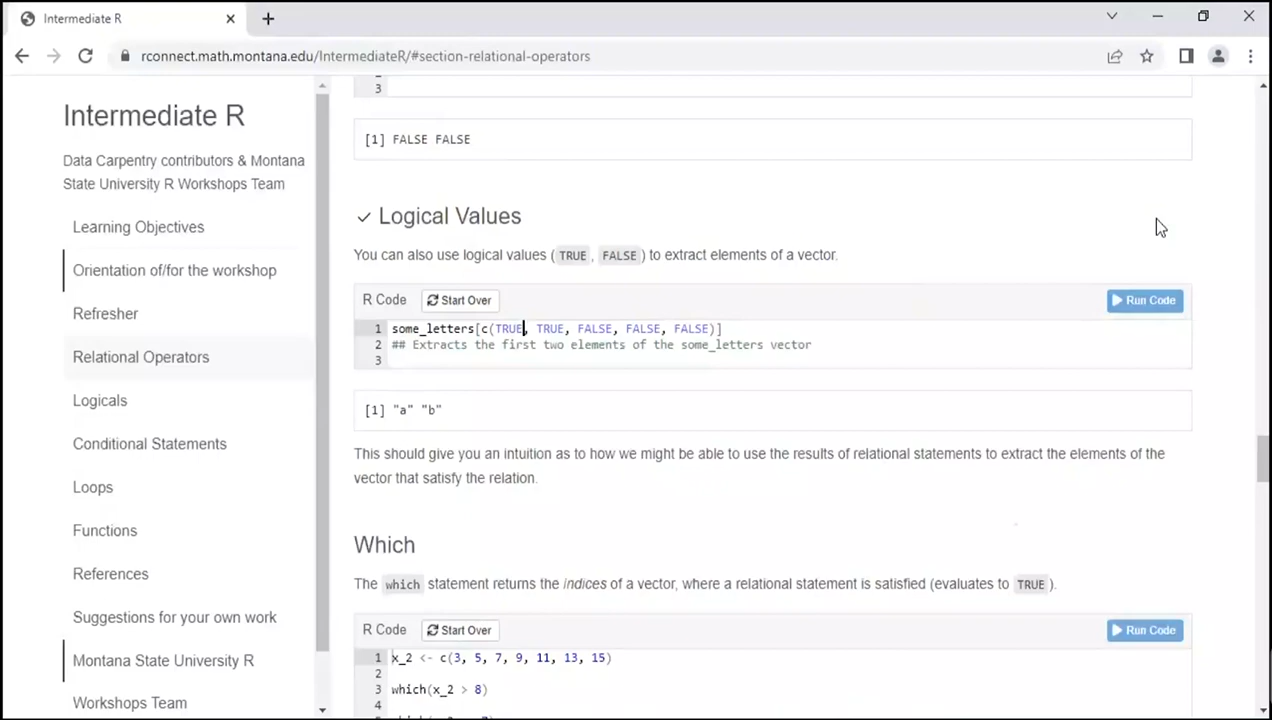 Intermediate R
rconnect.math.montana.edu/IntermediateR/#section-relational-operators
Intermediate R
Data Carpentry contributors & Montana
State University R Workshops Team
Learning Objectives
Orientation of/for the workshop
Refresher
Relational Operators
Logicals
Conditional Statements
Loops
Functions
References
Suggestions for your own work
Montana State University R
Workshops Team
3
[1] FALSE FALSE
Logical Values
You can also use logical values ( TRUE , FALSE ) to extract elements of a vector.
R Code Start Over Run Code
1 some_letters[c(TRUE, TRUE, FALSE, FALSE, FALSE)]
2 ## Extracts the first two elements of the some_letters vector
3
[1] "a" "b"
This should give you an intuition as to how we might be able to use the results of relational statements to extract the elements of the
vector that satisfy the relation.
Which
The which statement returns the indices of a vector, where a relational statement is satisfied (evaluates to TRUE ).
R Code Start Over Run Code
1 x_2 <- c(3, 5, 7, 9, 11, 13, 15)
2
3 which(x_2 > 8)
4